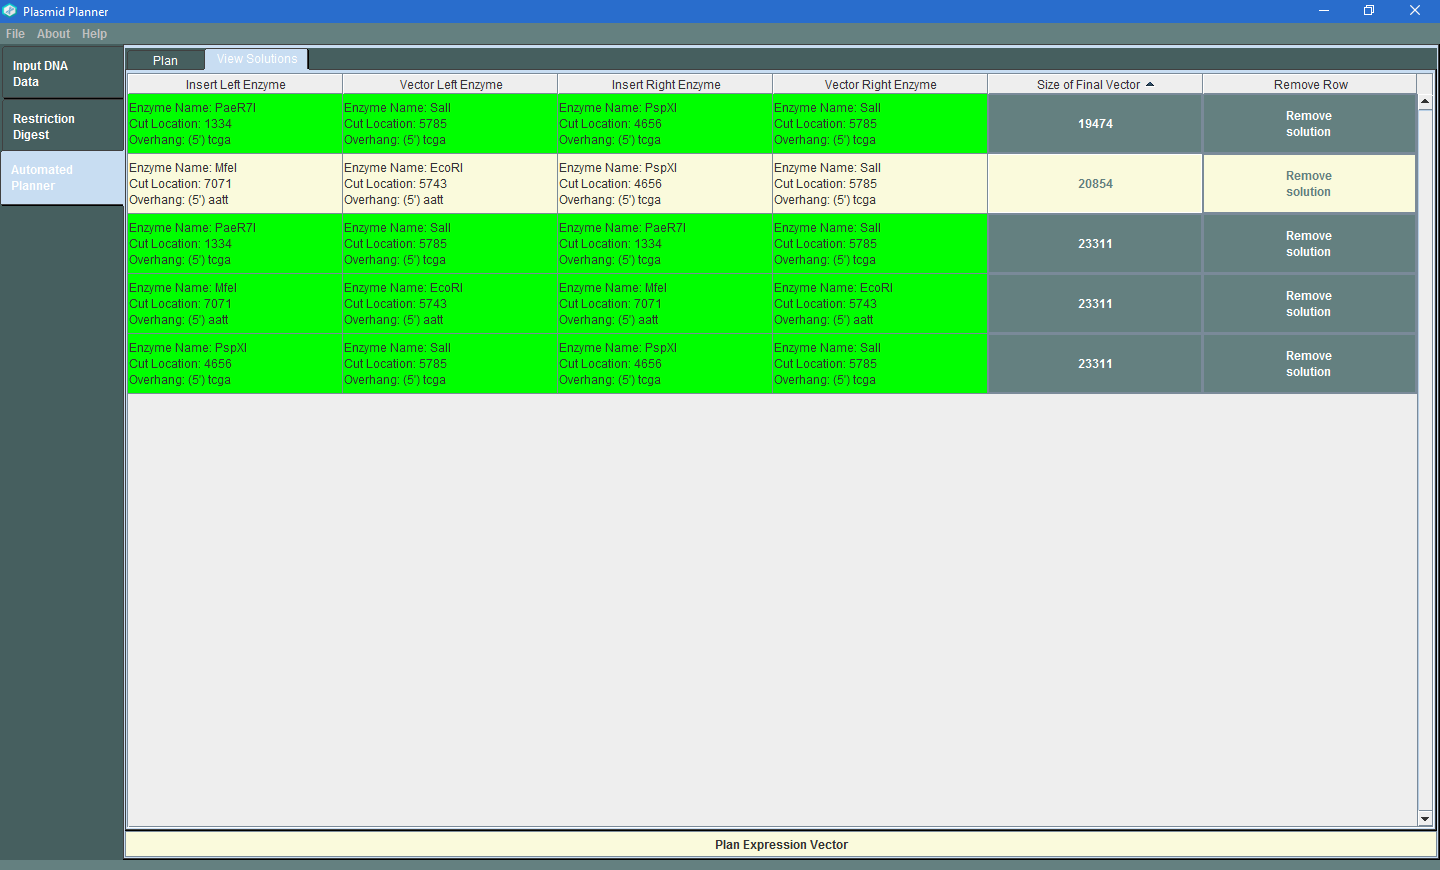 Plasmid Planner
File About Help
Input DNA
Data
Restriction
Digest
Automated
Planner
Plan View Solutions
Insert Left Enzyme Vector Left Enzyme Insert Right Enzyme Vector Right Enzyme Size of Final Vector Remove Row
Enzyme Name: PaeR7I Enzyme Name: SalI Enzyme Name: PspXI Enzyme Name: SalI Remove
Cut Location: 1334 Cut Location: 5785 Cut Location: 4656 Cut Location: 5785 19474 solution
Overhang: (5') tcga Overhang: (5') tcga Overhang: (5') tcga Overhang: (5') tcga
Enzyme Name: MfeI Enzyme Name: EcoRI Enzyme Name: PspXI Enzyme Name: SalI Remove
Cut Location: 7071 Cut Location: 5743 Cut Location: 4656 Cut Location: 5785 20854 solution
Overhang: (5') aatt Overhang: (5') aatt Overhang: (5') tcga Overhang: (5') tcga
Enzyme Name: PaeR7I Enzyme Name: SalI Enzyme Name: PaeR7I Enzyme Name: SalI Remove
Cut Location: 1334 Cut Location: 5785 Cut Location: 1334 Cut Location: 5785 23311 solution
Overhang: (5') tcga Overhang: (5') tcga Overhang: (5') tcga Overhang: (5') tcga
Enzyme Name: MfeI Enzyme Name: EcoRI Enzyme Name: MfeI Enzyme Name: EcoRI Remove
Cut Location: 7071 Cut Location: 5743 Cut Location: 7071 Cut Location: 5743 23311 solution
Overhang: (5') aatt Overhang: (5') aatt Overhang: (5') aatt Overhang: (5') aatt
Enzyme Name: PspXI Enzyme Name: SalI Enzyme Name: PspXI Enzyme Name: SalI Remove
Cut Location: 4656 Cut Location: 5785 Cut Location: 4656 Cut Location: 5785 23311 solution
Overhang: (5') tcga Overhang: (5') tcga Overhang: (5') tcga Overhang: (5') tcga
Plan Expression Vector